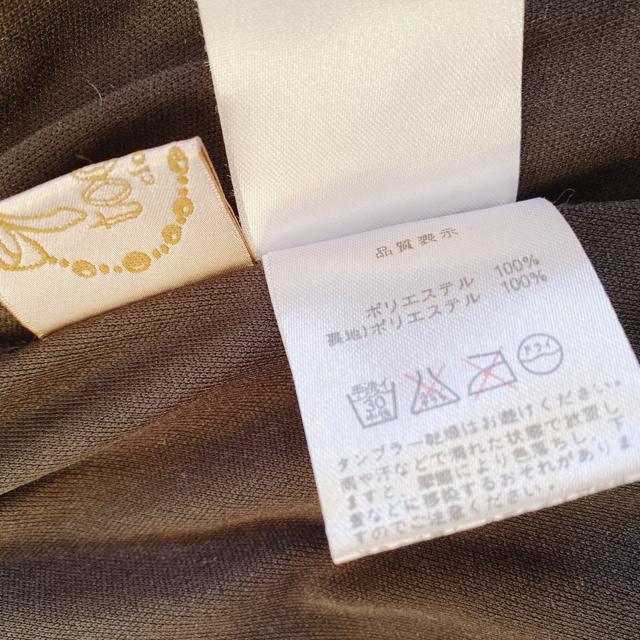 品質表示
ポリエステル 100%
裏地)ポリエステル 100%
手洗イ
30
ドライ
タンブラー乾燥はお避けください。
雨や汗などで濡れた状態で放置し
ますと、摩擦により色落ちし、下
着などに移染するおそれがありま
すのでご注意ください。